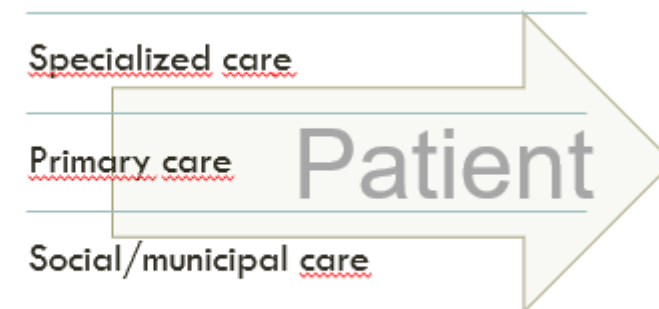 Specialized care
Primary care
Patient
Social/municipal care